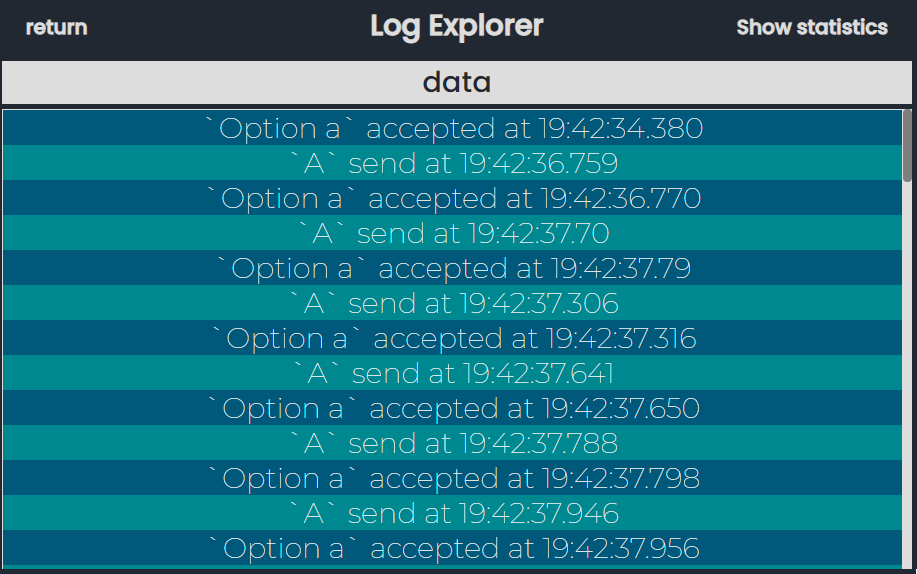 return
Log Explorer
Show statistics
data
`Option a` accepted at 19:42:34.380
`A` send at 19:42:36.759
`Option a` accepted at 19:42:36.770
`A` send at 19:42:37.70
`Option a` accepted at 19:42:37.79
`A` send at 19:42:37.306
`Option a` accepted at 19:42:37.316
`A` send at 19:42:37.641
`Option a` accepted at 19:42:37.650
`A` send at 19:42:37.788
`Option a` accepted at 19:42:37.798
`A` send at 19:42:37.946
`Option a` accepted at 19:42:37.956